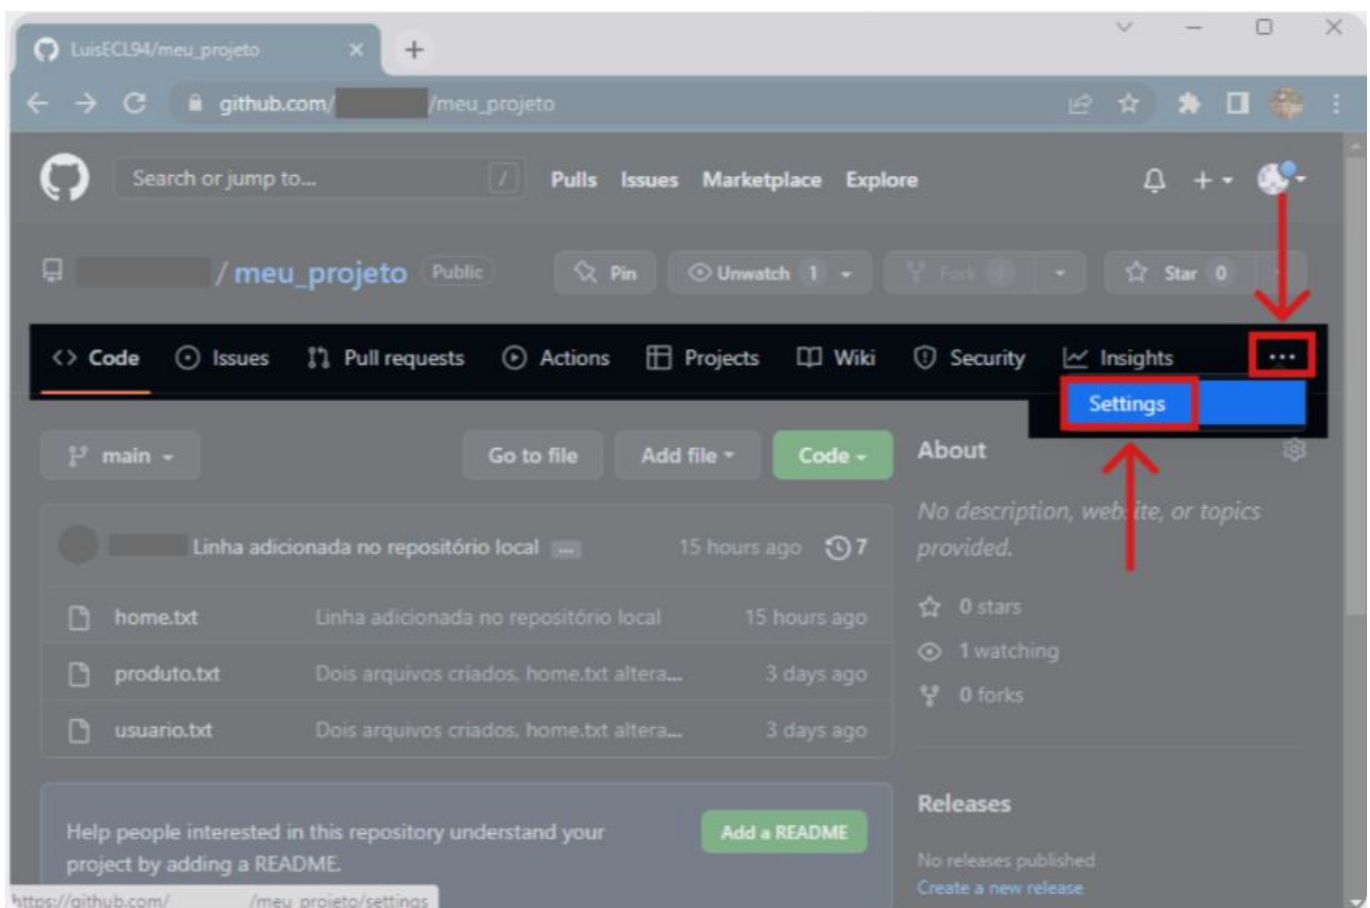 LuisECL94/meu_projeto
github.com/ /meu_projeto
Search or jump to... / Pulls Issues Marketplace Explore
/ meu_projeto Public Pin Unwatch 1 Fork Star 0
Code Issues Pull requests Actions Projects Wiki Security Insights ...
Settings
main Go to file Add file Code
About
No description, website, or topics
provided.
Linha adicionada no repositório local ... 15 hours ago 7
home.txt Linha adicionada no repositório local 15 hours ago
0 stars
1 watching
produto.txt Dois arquivos criados, home.txt altera... 3 days ago
0 forks
usuario.txt Dois arquivos criados, home.txt altera... 3 days ago
Releases
Help people interested in this repository understand your
project by adding a README.
Add a README
No releases published
Create a new release
https://github.com/ /meu_projeto/settings